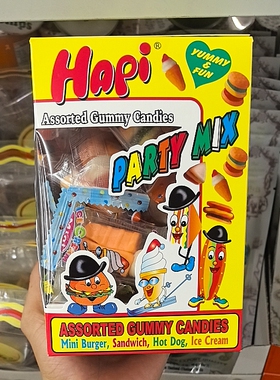 Hapi®
YUMMY &
FUN
Assorted Gummy Candies
PARTY MIX
ASSORTED GUMMY CANDIES
Mini Burger, Sandwich, Hot Dog, Ice Cream